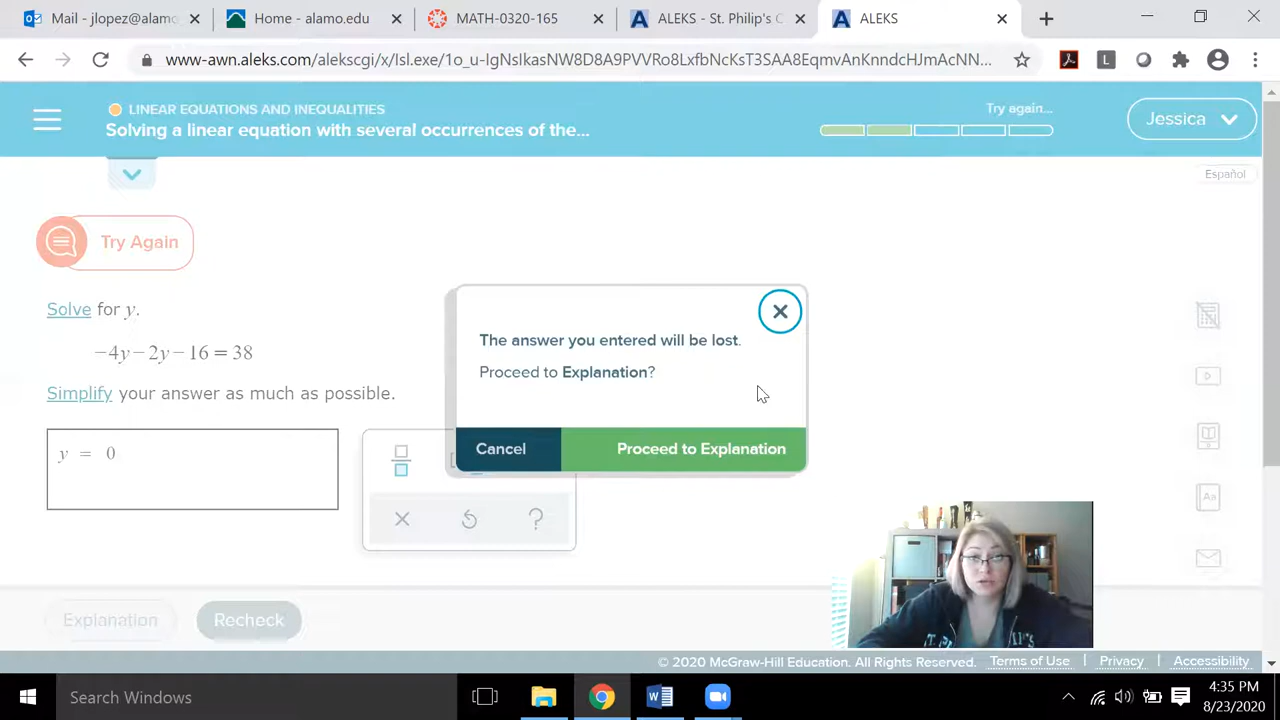 Mail - jlopez@alamo
Home - alamo.edu
MATH-0320-165
ALEKS - St. Philip's C
ALEKS
www-awn.aleks.com/alekscgi/x/Isl.exe/1o_u-IgNsIkasNW8D8A9PVVRo8LxfbNcKsT3SAA8EqmvAnKnndcHJmAcNN...
LINEAR EQUATIONS AND INEQUALITIES
Solving a linear equation with several occurrences of the...
Try again...
Jessica
Español
Try Again
Solve for y.
−4y−2y−16=38
Simplify your answer as much as possible.
y = 0
?
The answer you entered will be lost.
Proceed to Explanation?
Cancel
Proceed to Explanation
Aa
Explanation
Recheck
© 2020 McGraw-Hill Education. All Rights Reserved. Terms of Use | Privacy | Accessibility
Search Windows
4:35 PM
8/23/2020